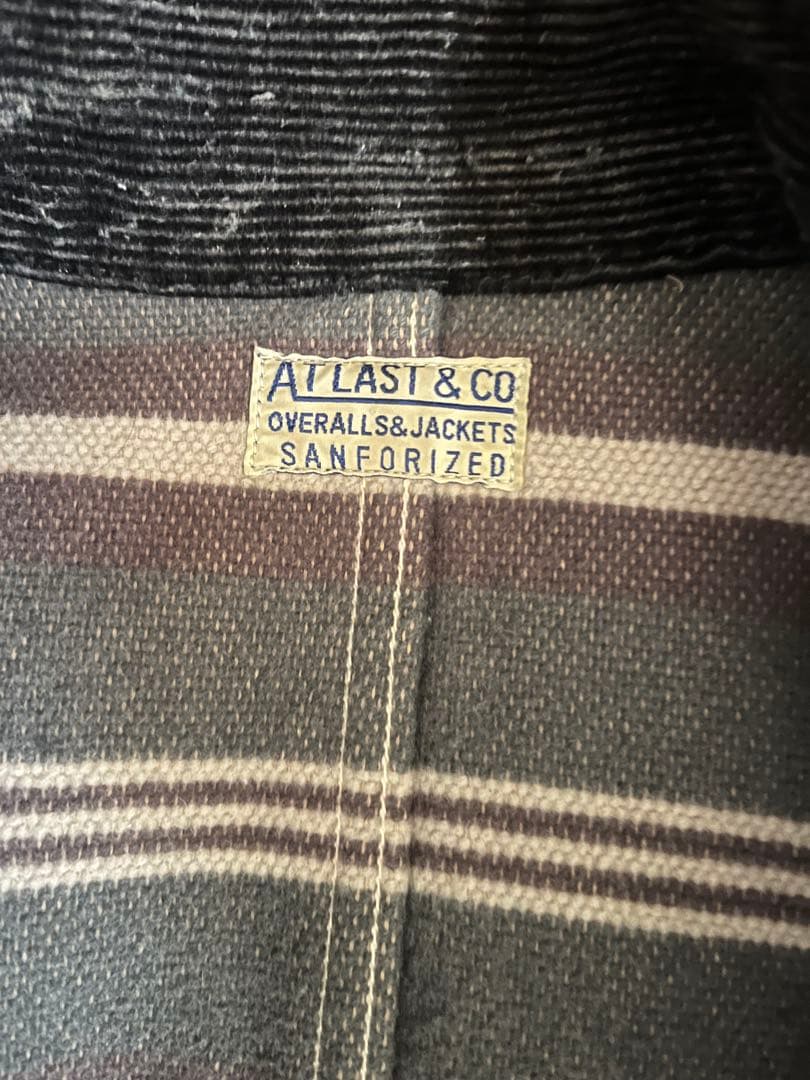 AT LAST & CO
OVERALLS&JACKETS
SANFORIZED